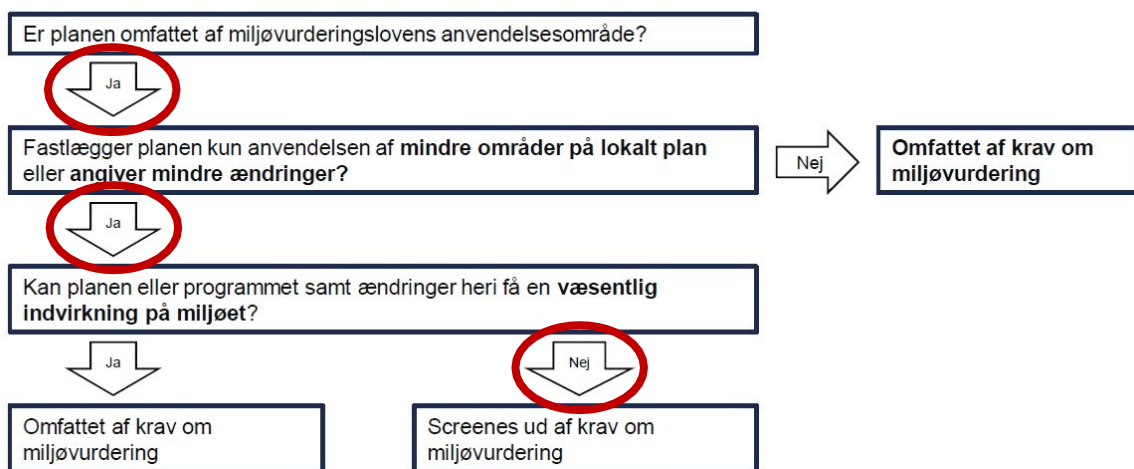 Er planen omfattet af miljøvurderingslovens anvendelsesområde?
Ja
Fastlægger planen kun anvendelsen af mindre områder på lokalt plan
eller angiver mindre ændringer?
Nej
Omfattet af krav om
miljøvurdering
Ja
Kan planen eller programmet samt ændringer heri få en væsentlig
indvirkning på miljøet?
Ja
Nej
Omfattet af krav om
miljøvurdering
Screenes ud af krav om
miljøvurdering